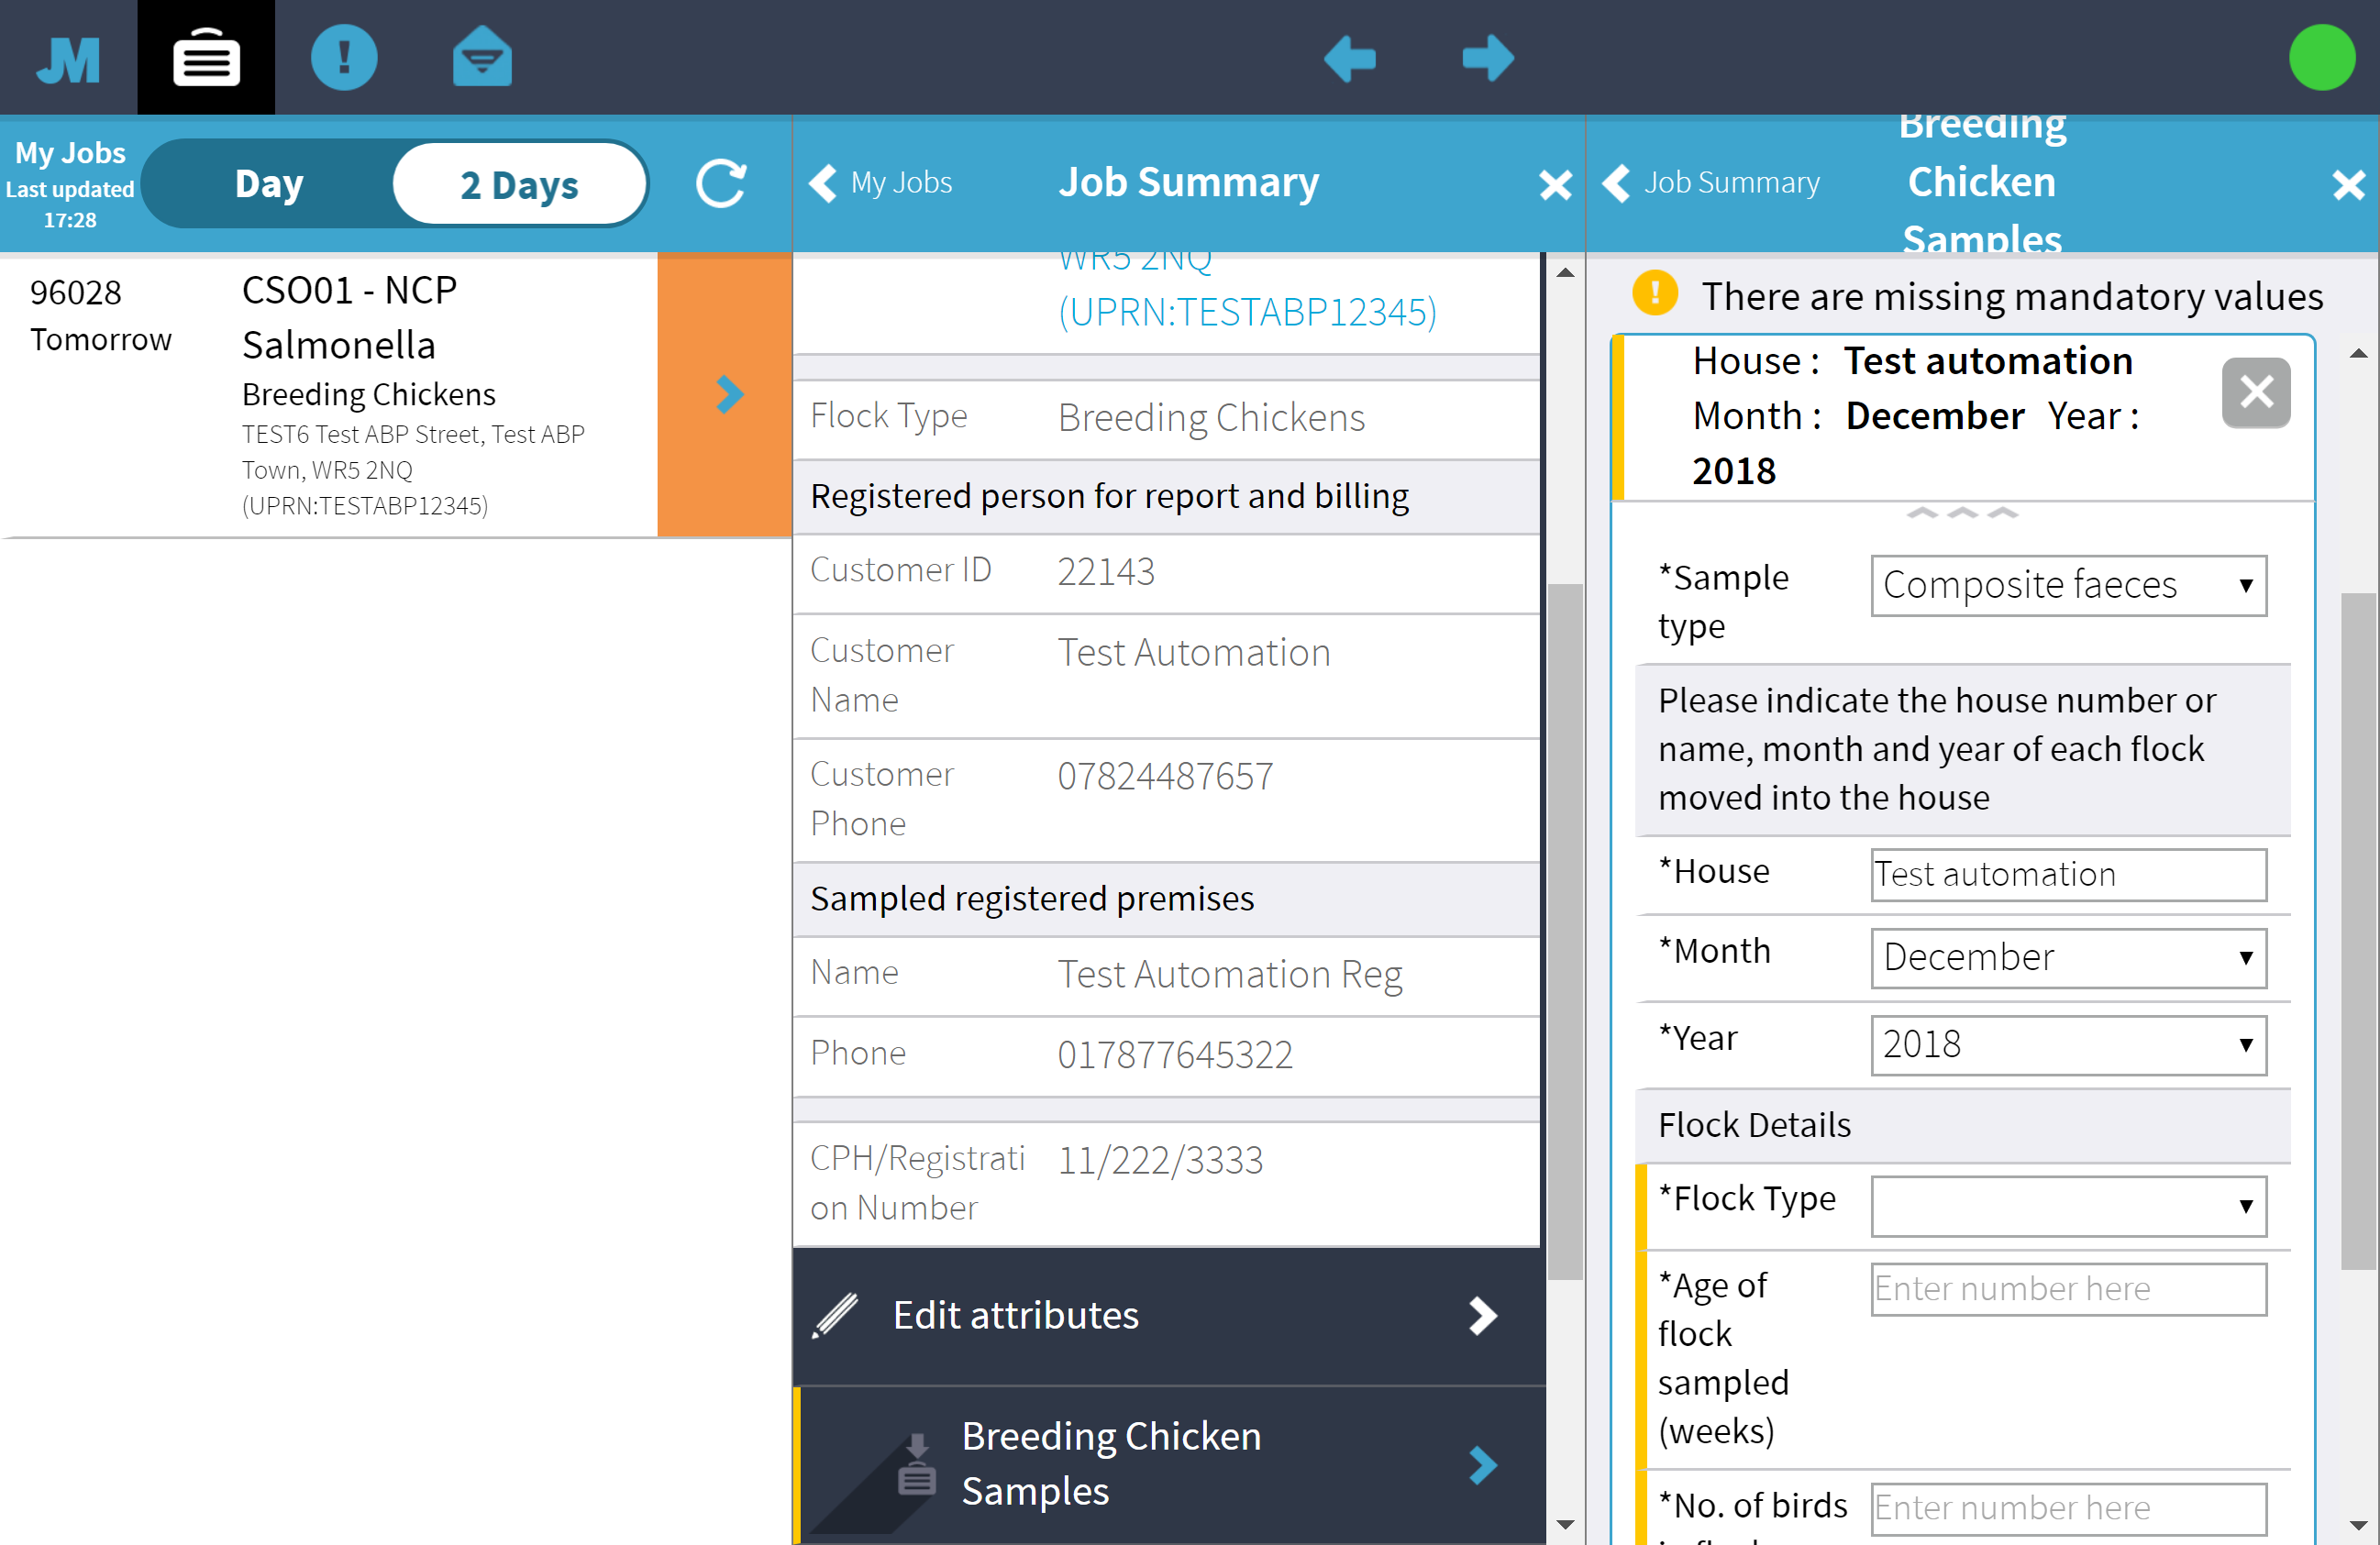 JM
My Jobs
Last updated
17:28
Day
2 Days
96028
Tomorrow
CSO01 - NCP
Salmonella
Breeding Chickens
TEST6 Test ABP Street, Test ABP
Town, WR5 2NQ
(UPRN:TESTABP12345)
My Jobs
Job Summary
WR5 2NQ
(UPRN:TESTABP12345)
Flock Type
Breeding Chickens
Registered person for report and billing
Customer ID
22143
Customer
Name
Test Automation
Customer
Phone
07824487657
Sampled registered premises
Name
Test Automation Reg
Phone
017877645322
CPH/Registrati
on Number
11/222/3333
Edit attributes
Breeding Chicken
Samples
Job Summary
Breeding
Chicken
Samples
There are missing mandatory values
House : Test automation
Month : December Year :
2018
*Sample
type
Composite faeces
Please indicate the house number or
name, month and year of each flock
moved into the house
*House
Test automation
*Month
December
*Year
2018
Flock Details
*Flock Type
*Age of
flock
sampled
(weeks)
Enter number here
*No. of birds
Enter number here